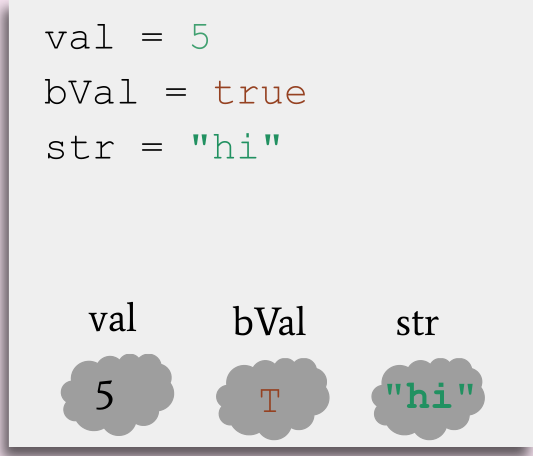 val = 5
bVal = true
str = "hi"
val bVal str
5 T "hi"